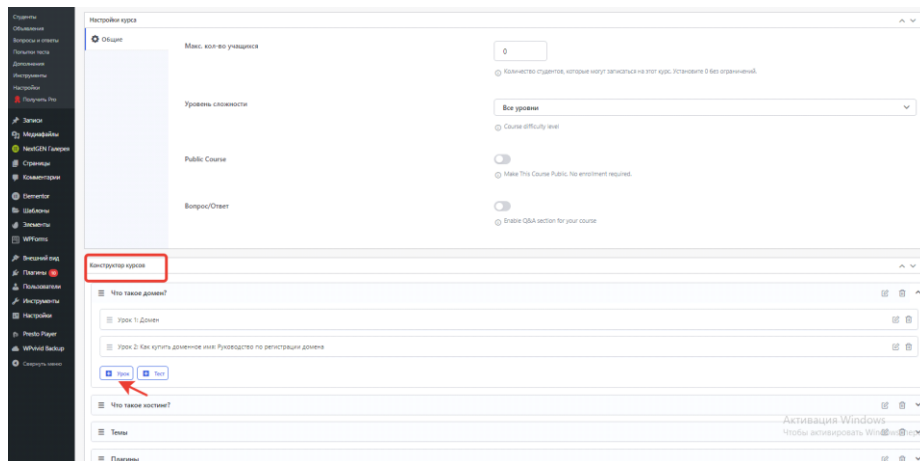 Студенты
Объявления
Вопросы и ответы
Попытки теста
Дополнения
Инструменты
Настройки
Получить Pro
Записи
Медиафайлы
NextGEN Галерея
Страницы
Комментарии
Elementor
Шаблоны
Элементы
WPForms
Внешний вид
Плагины
Пользователи
Инструменты
Настройки
Presto Player
WPvivid Backup
Свернуть меню
Настройки курса
Общие
Макс. кол-во учащихся
0
Количество студентов, которые могут записаться на этот курс. Установите 0 без ограничений.
Уровень сложности
Все уровни
Course difficulty level
Public Course
Make This Course Public. No enrollment required.
Вопрос/Ответ
Enable Q&A section for your course
Конструктор курсов
Что такое домен?
Урок 1: Домен
Урок 2: Как купить доменное имя: Руководство по регистрации домена
Урок
Тест
Что такое хостинг?
Темы
Плагины
Активация Windows
Чтобы активировать Windows